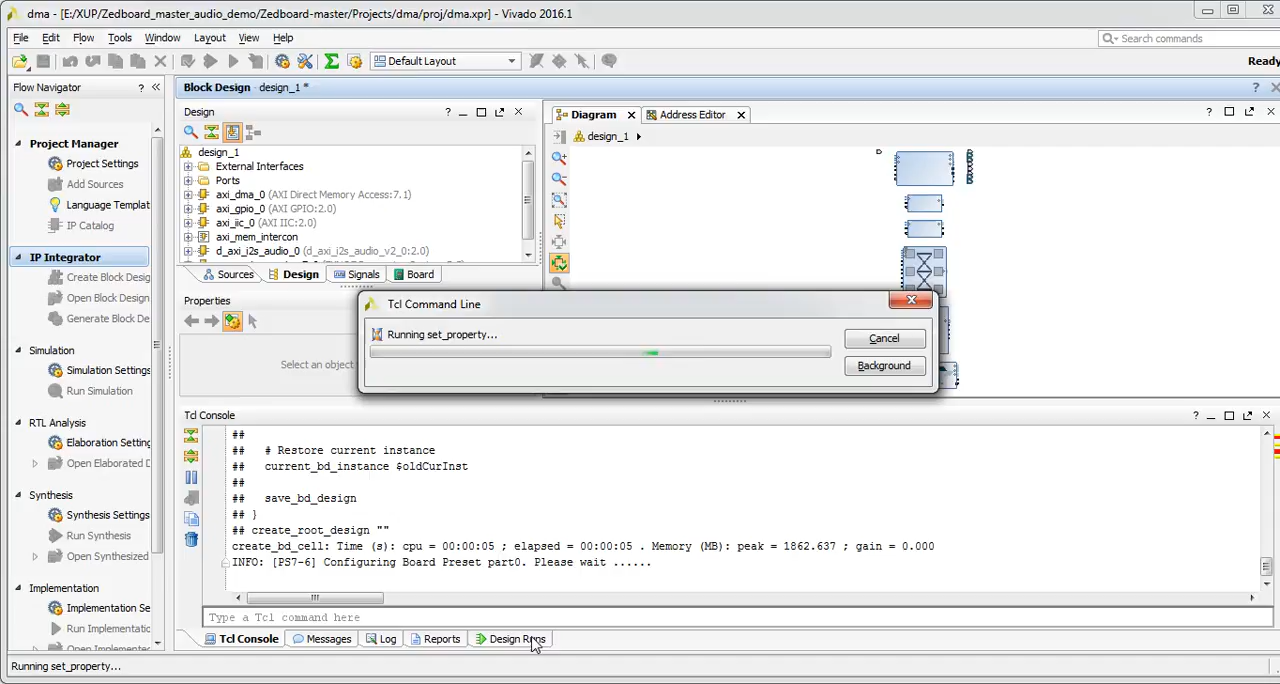 dma - [E:/XUP/Zedboard_master_audio_demo/Zedboard-master/Projects/dma/proj/dma.xpr] - Vivado 2016.1
File Edit Flow Tools Window Layout View Help
Search commands
Default Layout
Ready
Flow Navigator ? «
Block Design - design_1 *
?
Design
Diagram
Address Editor
design_1
design_1
External Interfaces
Ports
axi_dma_0 (AXI Direct Memory Access:7.1)
axi_gpio_0 (AXI GPIO:2.0)
axi_iic_0 (AXI IIC:2.0)
axi_mem_intercon
d_axi_i2s_audio_0 (d_axi_i2s_audio_v2_0:2.0)
Sources Design Signals Board
Properties
Select an object
Project Manager
Project Settings
Add Sources
Language Templat
IP Catalog
IP Integrator
Create Block Desig
Open Block Design
Generate Block De
Simulation
Simulation Settings
Run Simulation
RTL Analysis
Elaboration Setting
Open Elaborated D
Synthesis
Synthesis Settings
Run Synthesis
Open Synthesized
Implementation
Implementation Se
Run Implementatio
Open Implemented
Tcl Command Line
Running set_property...
Cancel
Background
Tcl Console
##
## # Restore current instance
## current_bd_instance $oldCurInst
##
## save_bd_design
## }
## create_root_design ""
create_bd_cell: Time (s): cpu = 00:00:05 ; elapsed = 00:00:05 . Memory (MB): peak = 1862.637 ; gain = 0.000
INFO: [PS7-6] Configuring Board Preset part0. Please wait ......
Type a Tcl command here
Tcl Console Messages Log Reports Design Runs
Running set_property...